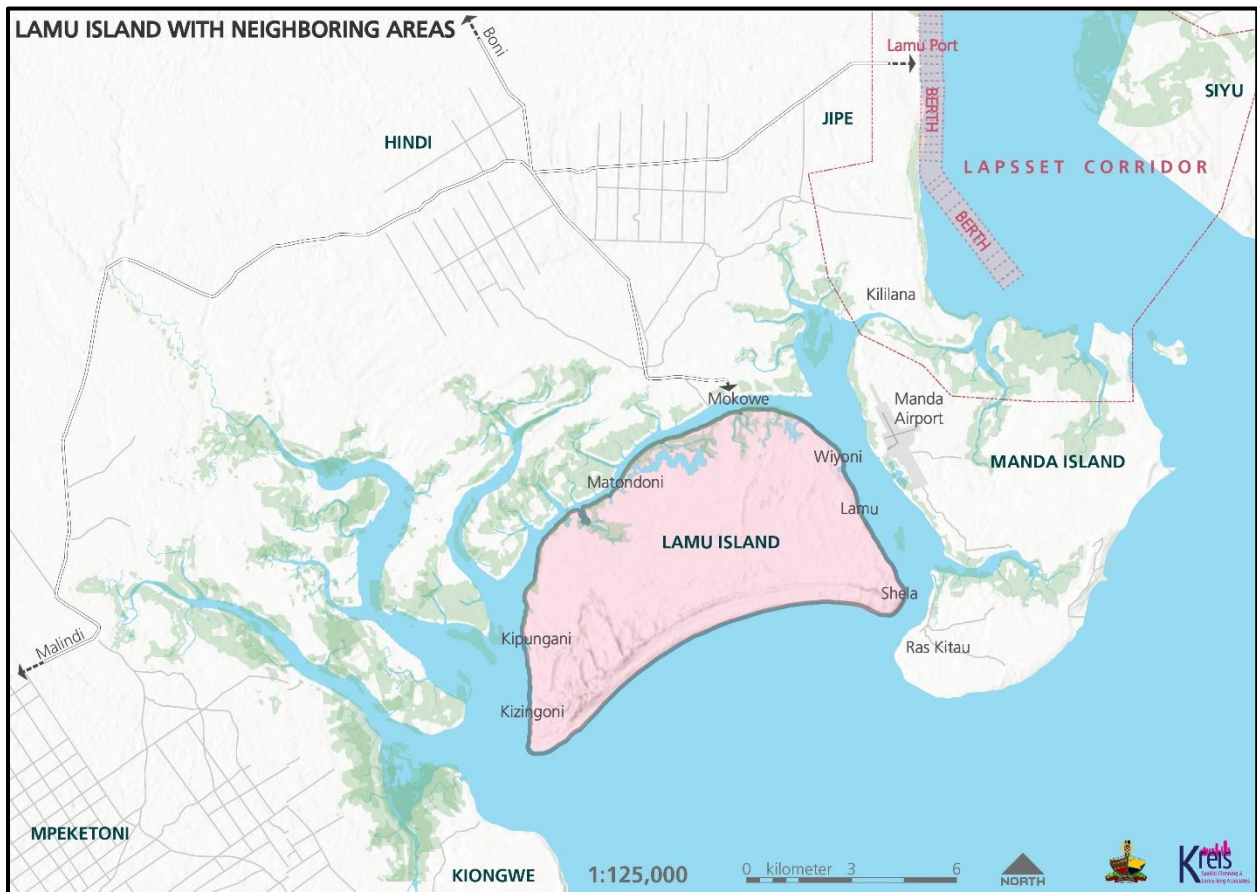 LAMU ISLAND WITH NEIGHBORING AREAS
Boni
Lamu Port
BERTH
SIYU
JIPE
HINDI
LAPSSET CORRIDOR
BERTH
Kililana
Mokowe
Manda
Airport
Wiyoni
MANDA ISLAND
Matondoni
Lamu
LAMU ISLAND
Shela
Kipungani
Ras Kitau
Malindi
Kizingoni
MPEKETONI
KIONGWE
1:125,000
0 kilometer 3 6
NORTH
Kreis